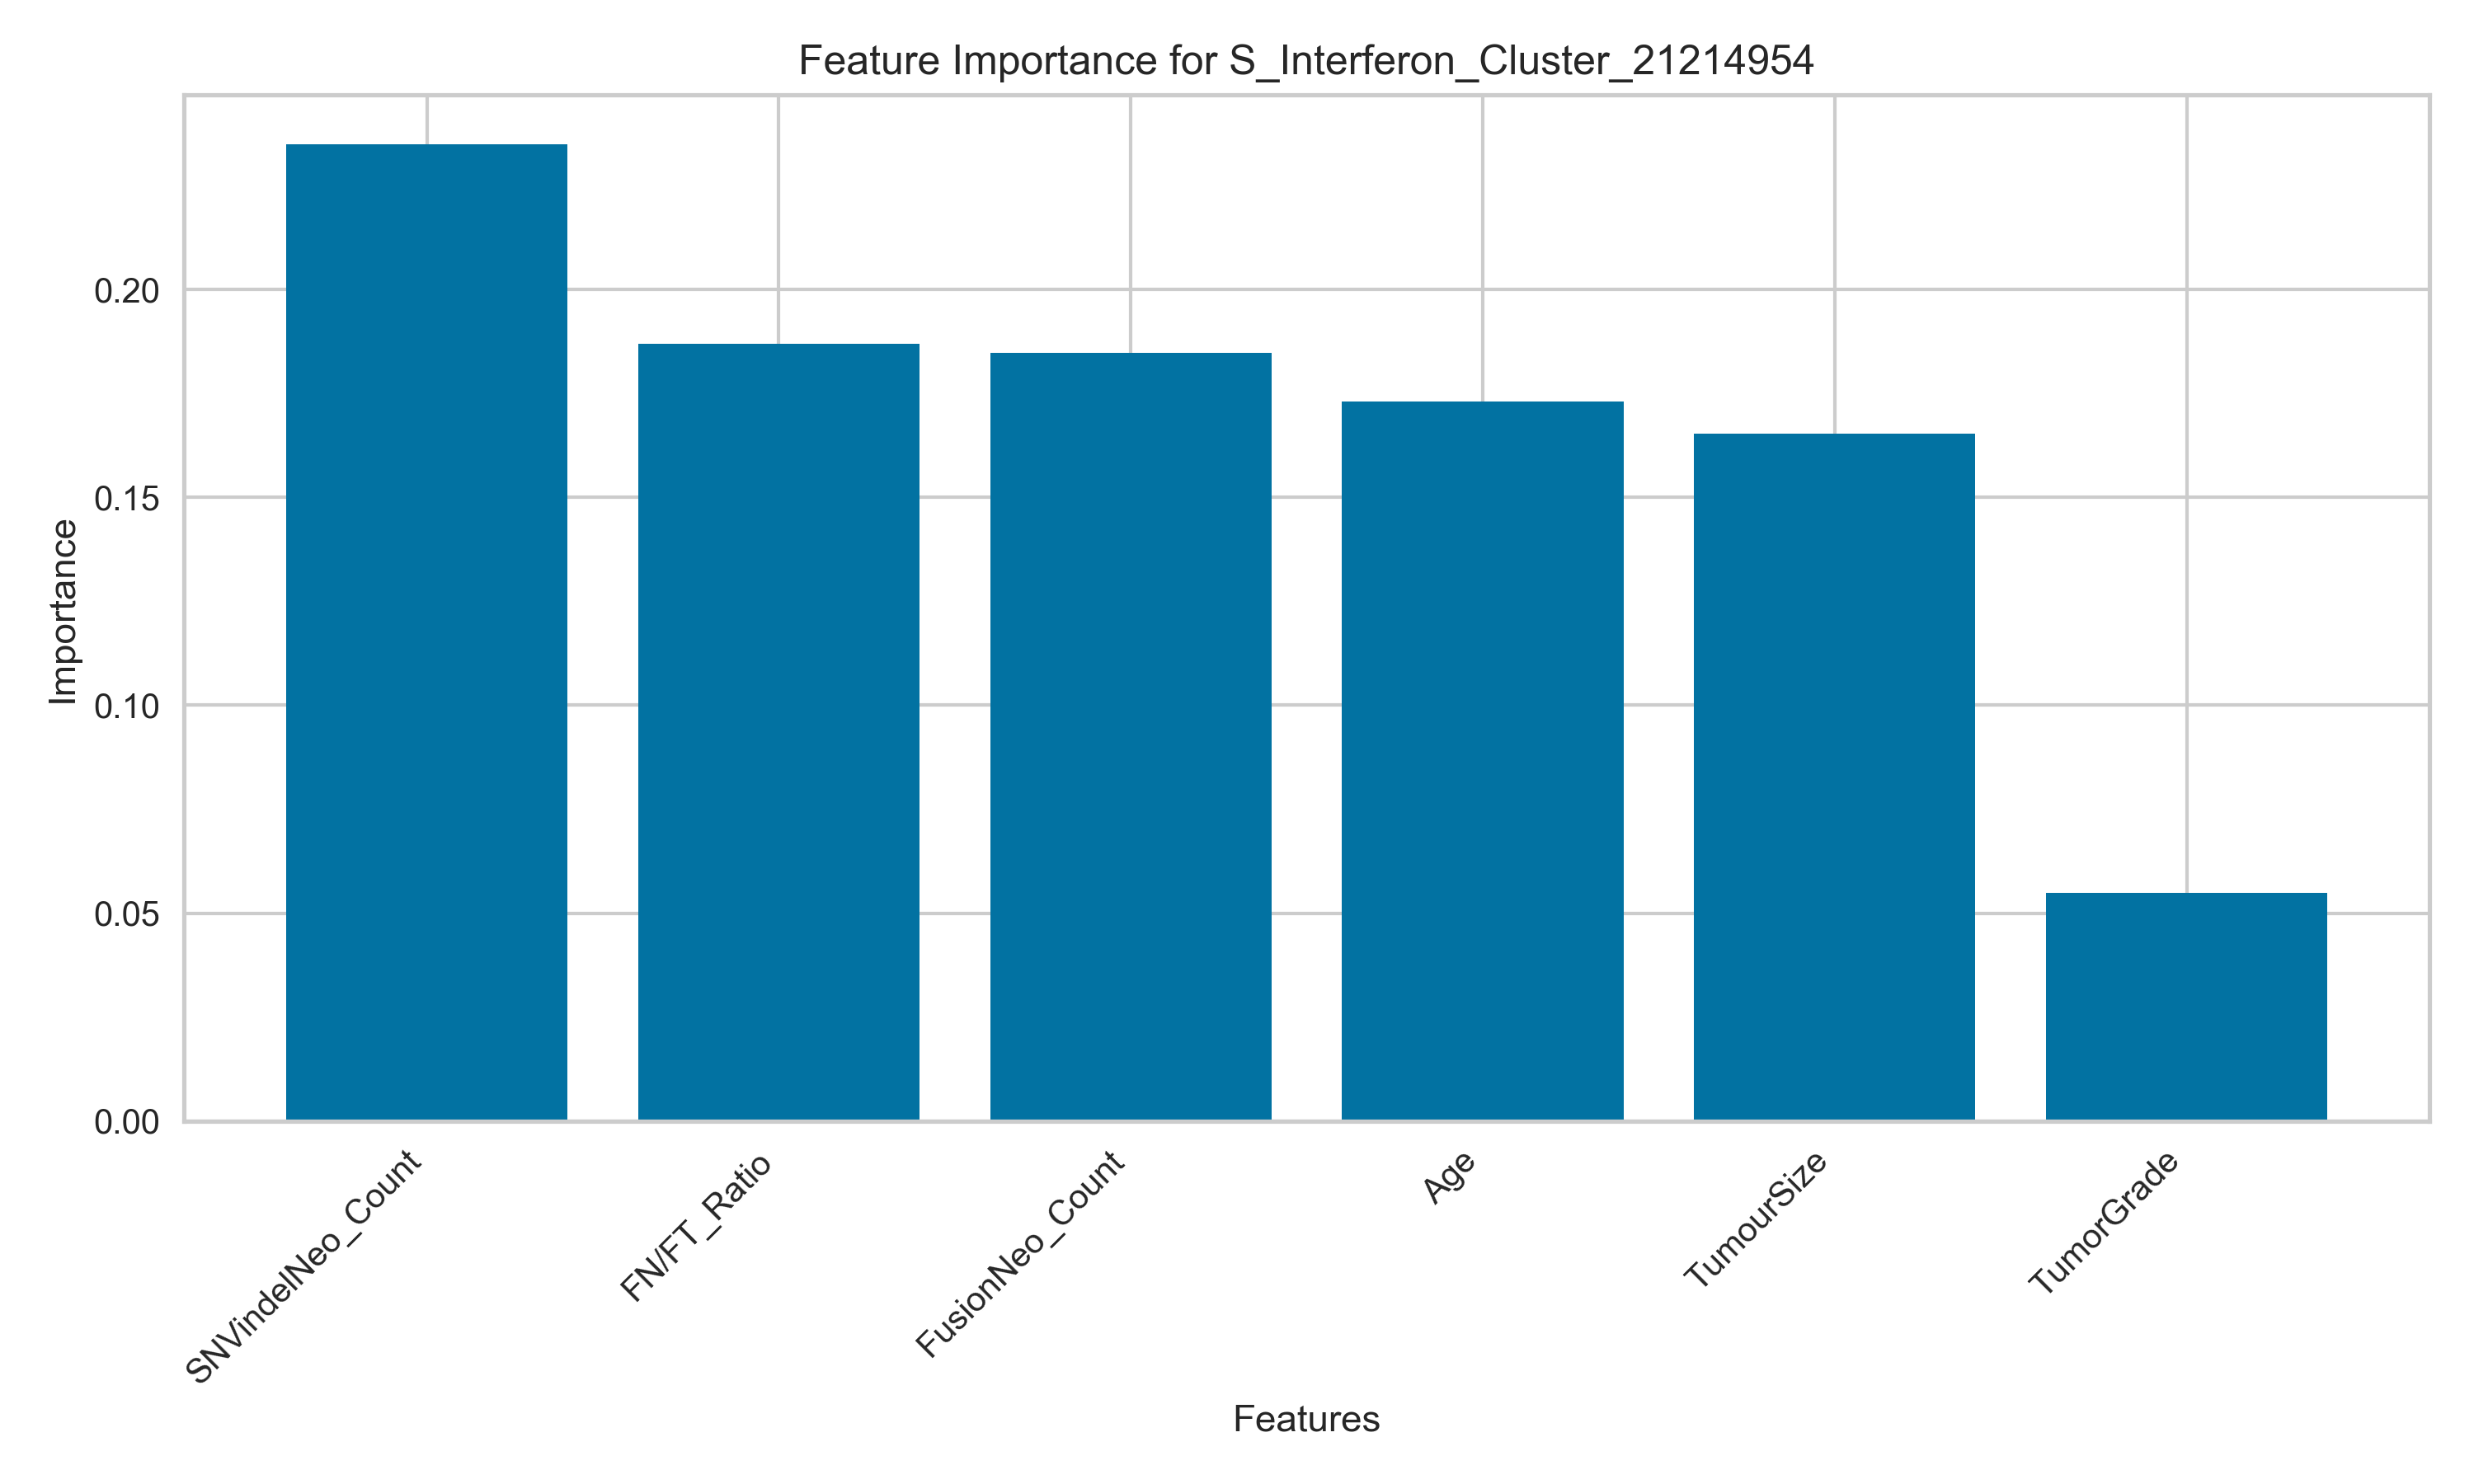 Feature Importance for S_Interferon_Cluster_21214954
Importance
0.20
0.15
0.10
0.05
0.00
SNVindelNeo_Count
FN/FT_Ratio
FusionNeo_Count
Age
TumourSize
TumorGrade
Features